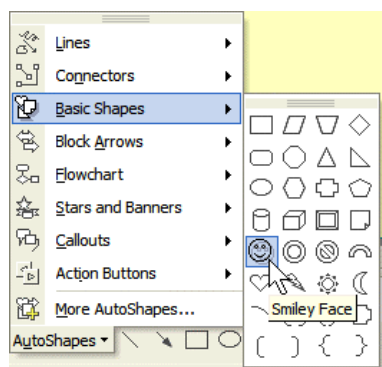 Lines
Connectors
Basic Shapes
Block Arrows
Flowchart
Stars and Banners
Callouts
Action Buttons
More AutoShapes...
AutoShapes
Smiley Face